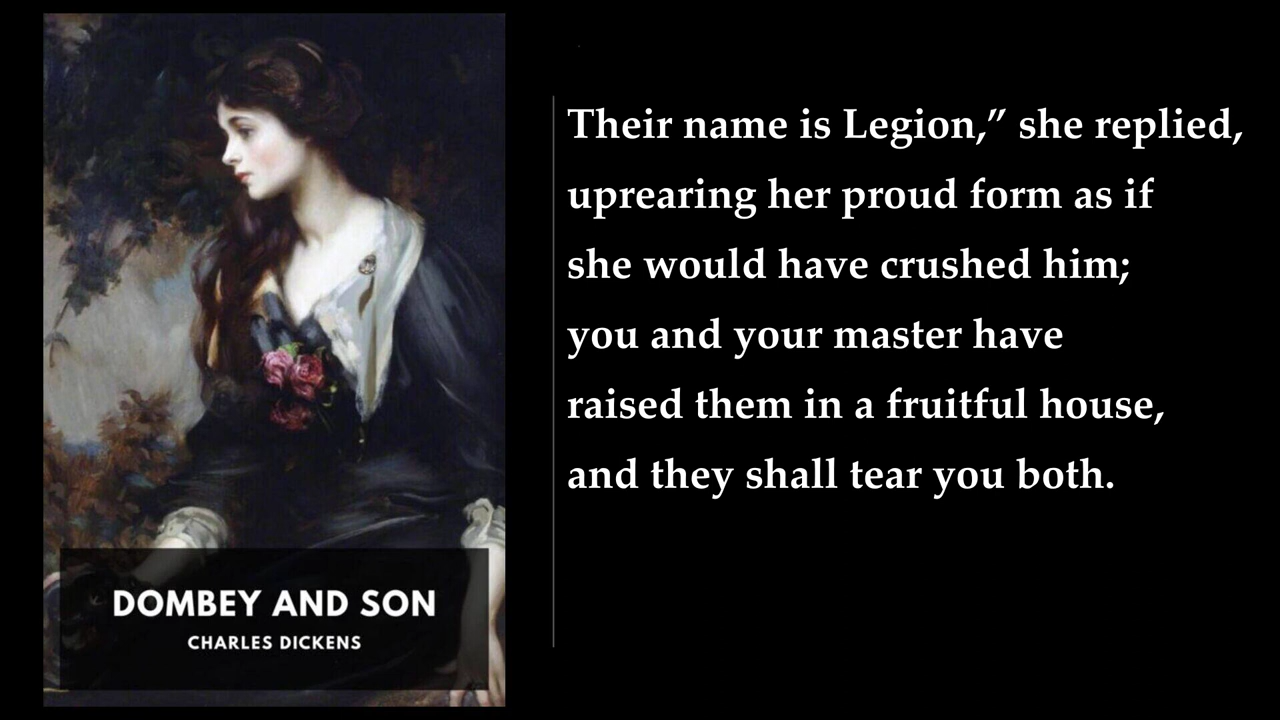 Their name is Legion,” she replied,
uprearing her proud form as if
she would have crushed him;
you and your master have
raised them in a fruitful house,
and they shall tear you both.
DOMBEY AND SON
CHARLES DICKENS